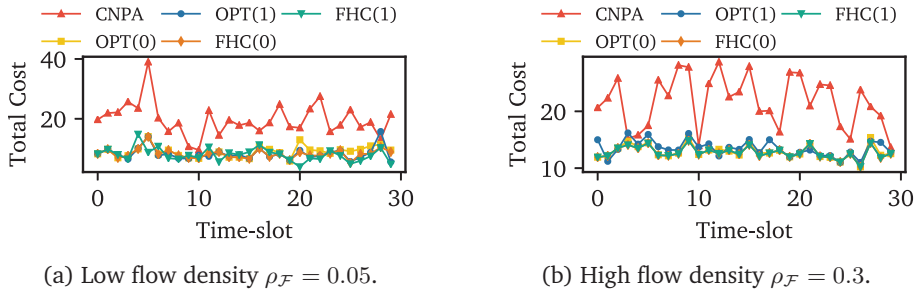 CNPA OPT(1) FHC(1)
OPT(0) FHC(0)
Total Cost
40
20
0 10 20 30
Time-slot
(a) Low flow density ρ_ℱ = 0.05.
CNPA OPT(1) FHC(1)
OPT(0) FHC(0)
Total Cost
20
10
0 10 20 30
Time-slot
(b) High flow density ρ_ℱ = 0.3.